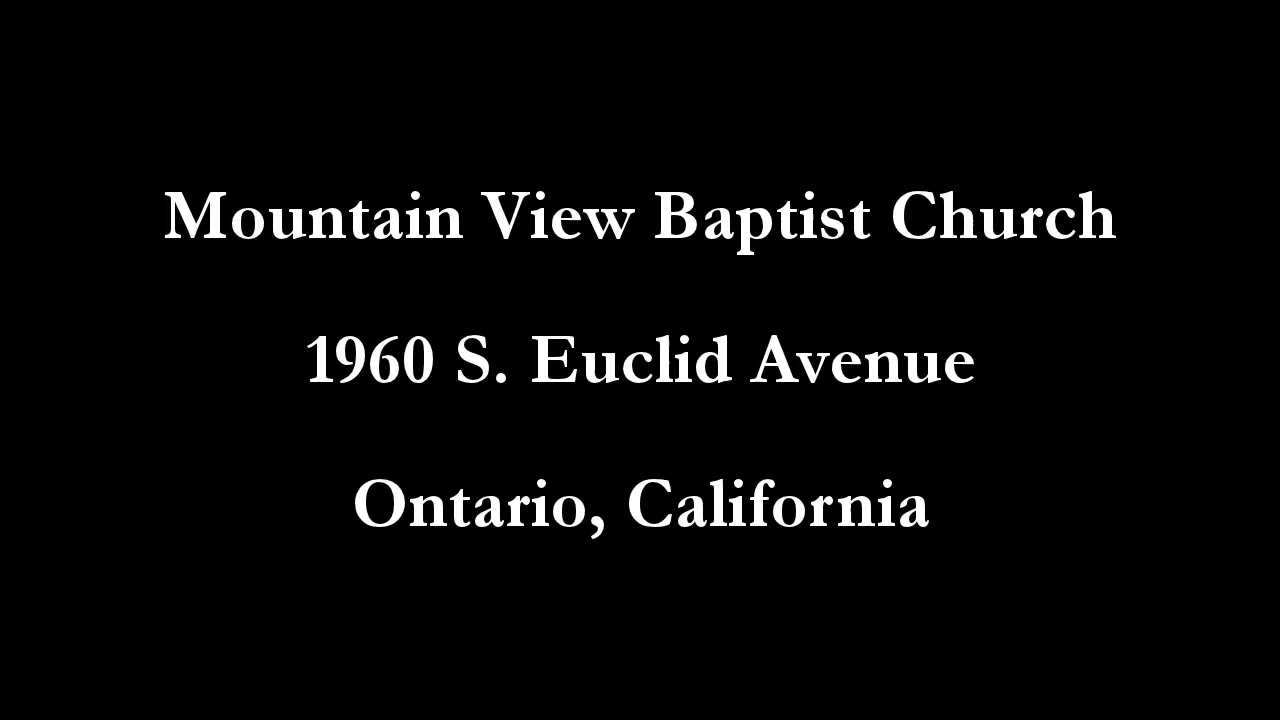 Mountain View Baptist Church
1960 S. Euclid Avenue
Ontario, California